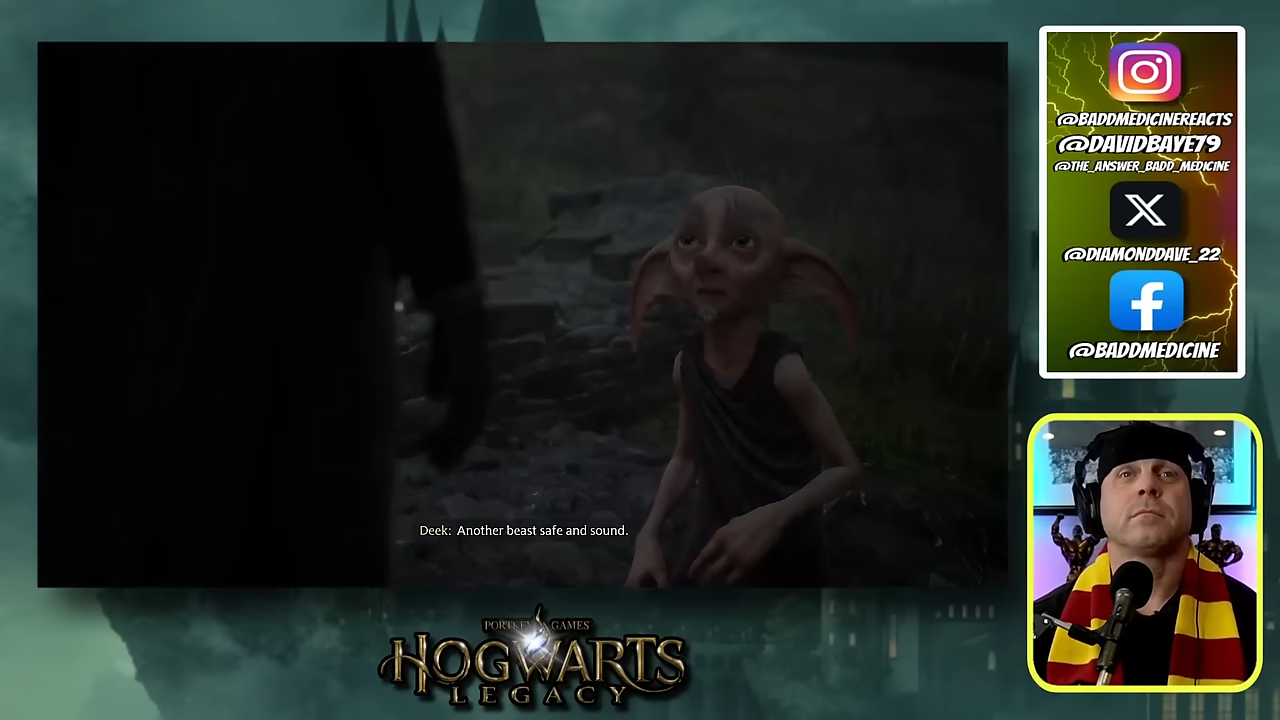 Deek: Another beast safe and sound.
PORTKEY GAMES
HOGWARTS
LEGACY
@BADDMEDICINEREACTS
@DAVIDBAYE79
@THE_ANSWER_BADD_MEDICINE
X
@DIAMONDDAVE_22
f
@BADDMEDICINE